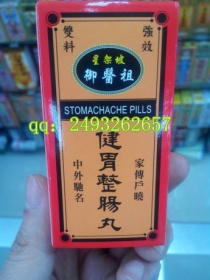 雙料
強效
星架坡
御醫祖
STOMACHACHE PILLS
qq: 2493262657
健胃整腸丸
家傳戶曉
中外馳名